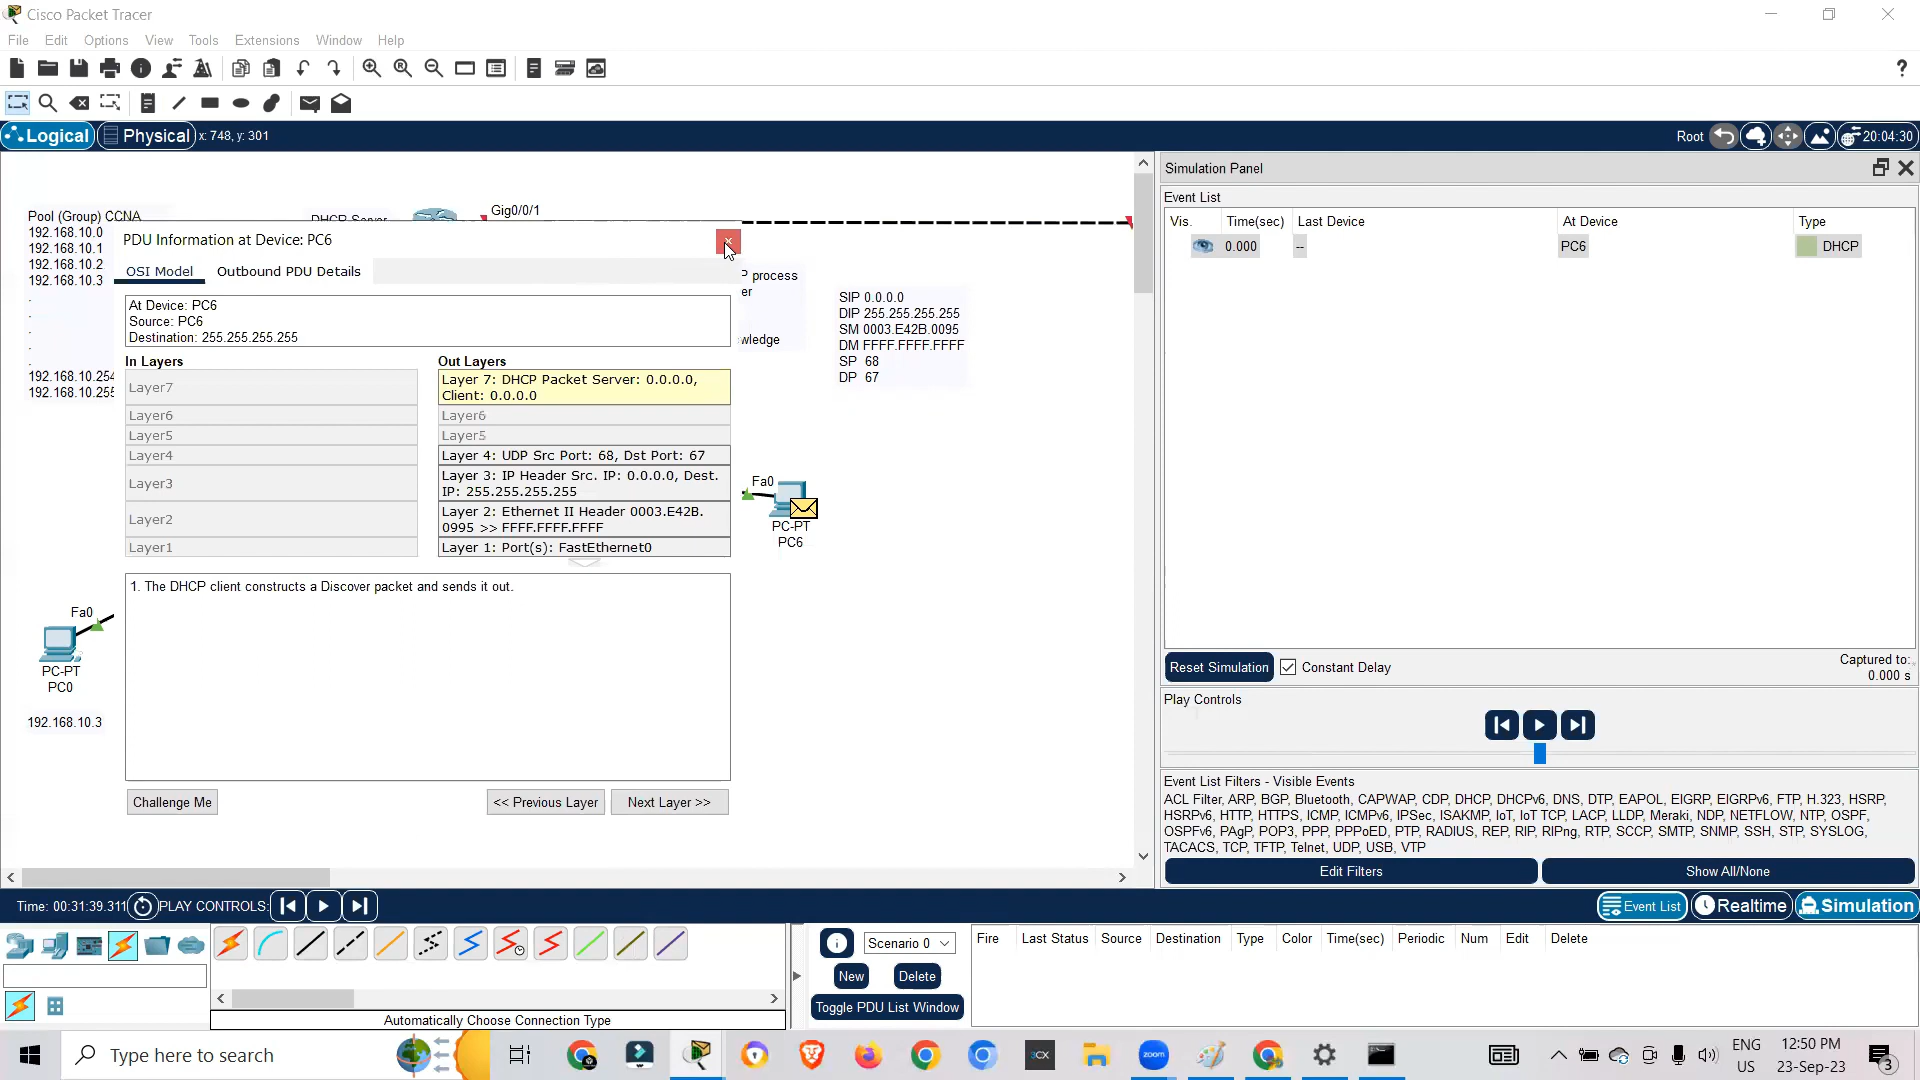 Cisco Packet Tracer
File Edit Options View Tools Extensions Window Help
?
Logical Physical x: 748, y: 301
Root 20:04:30
Pool (Group) CCNA
192.168.10.0
192.168.10.1
192.168.10.2
192.168.10.3
.
.
.
.
.
192.168.10.254
192.168.10.255
DHCP Server
Gig0/0/1
PDU Information at Device: PC6
OSI Model Outbound PDU Details
At Device: PC6
Source: PC6
Destination: 255.255.255.255
In Layers
Layer7
Layer6
Layer5
Layer4
Layer3
Layer2
Layer1
Out Layers
Layer 7: DHCP Packet Server: 0.0.0.0,
Client: 0.0.0.0
Layer6
Layer5
Layer 4: UDP Src Port: 68, Dst Port: 67
Layer 3: IP Header Src. IP: 0.0.0.0, Dest.
IP: 255.255.255.255
Layer 2: Ethernet II Header 0003.E42B.
0995 >> FFFF.FFFF.FFFF
Layer 1: Port(s): FastEthernet0
1. The DHCP client constructs a Discover packet and sends it out.
Challenge Me << Previous Layer Next Layer >>
P process
er
wledge
SIP 0.0.0.0
DIP 255.255.255.255
SM 0003.E42B.0095
DM FFFF.FFFF.FFFF
SP 68
DP 67
Fa0
PC-PT
PC6
Fa0
PC-PT
PC0
192.168.10.3
Simulation Panel
Event List
Vis. Time(sec) Last Device At Device Type
0.000 -- PC6 DHCP
Reset Simulation Constant Delay
Captured to:
0.000 s
Play Controls
Event List Filters - Visible Events
ACL Filter, ARP, BGP, Bluetooth, CAPWAP, CDP, DHCP, DHCPv6, DNS, DTP, EAPOL, EIGRP, EIGRPv6, FTP, H.323, HSRP,
HSRPv6, HTTP, HTTPS, ICMP, ICMPv6, IPSec, ISAKMP, IoT, IoT TCP, LACP, LLDP, Meraki, NDP, NETFLOW, NTP, OSPF,
OSPFv6, PAgP, POP3, PPP, PPPoED, PTP, RADIUS, REP, RIP, RIPng, RTP, SCCP, SMTP, SNMP, SSH, STP, SYSLOG,
TACACS, TCP, TFTP, Telnet, UDP, USB, VTP
Edit Filters Show All/None
Time: 00:31:39.311 PLAY CONTROLS:
Event List Realtime Simulation
Automatically Choose Connection Type
Scenario 0
New Delete
Toggle PDU List Window
Fire Last Status Source Destination Type Color Time(sec) Periodic Num Edit Delete
Type here to search
3CX
zoom
ENG
US
12:50 PM
23-Sep-23
3